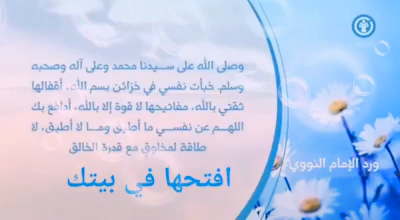 وصلى الله على سيدنا محمد وعلى آله وصحبه
وسلم. خبأت نفسي في خزائن بسم الله، أقفالها
ثقتي بالله، مفاتيحها لا قوة إلا بالله، أدافع بك
اللهم عن نفسي ما أطيق وما لا أطيق، لا
طاقة لمخلوق مع قدرة الخالق
ورد الإمام النووي
افتحها في بيتك